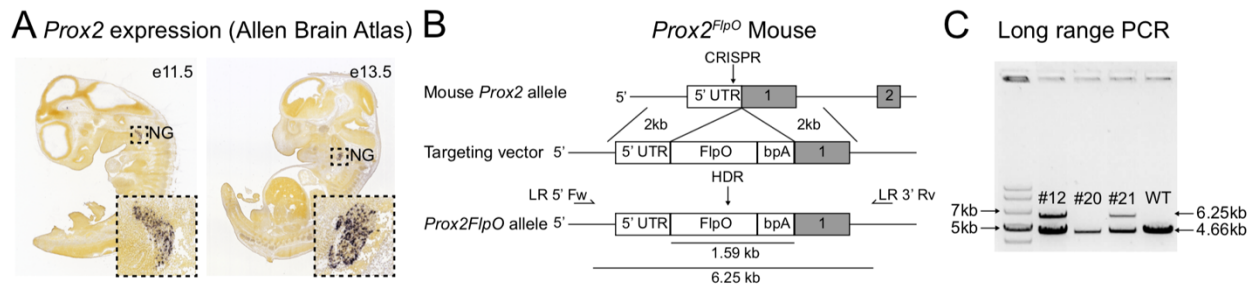 A Prox2 expression (Allen Brain Atlas)
e11.5
NG
e13.5
NG
B Prox2FlpO Mouse
CRISPR
Mouse Prox2 allele
5'
5' UTR
1
2
2kb
2kb
Targeting vector 5'
5' UTR
FlpO
bpA
1
HDR
LR 5' Fw
LR 3' Rv
Prox2FlpO allele 5'
5' UTR
FlpO
bpA
1
1.59 kb
6.25 kb
C Long range PCR
#12 #20 #21 WT
7kb
5kb
6.25kb
4.66kb